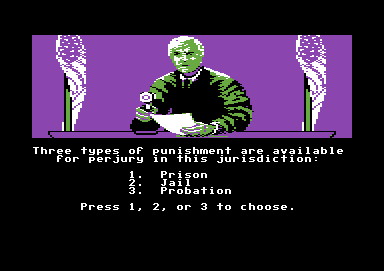 Three types of punishment are available
for perjury in this jurisdiction:
1. Prison
2. Jail
3. Probation
Press 1, 2, or 3 to choose.